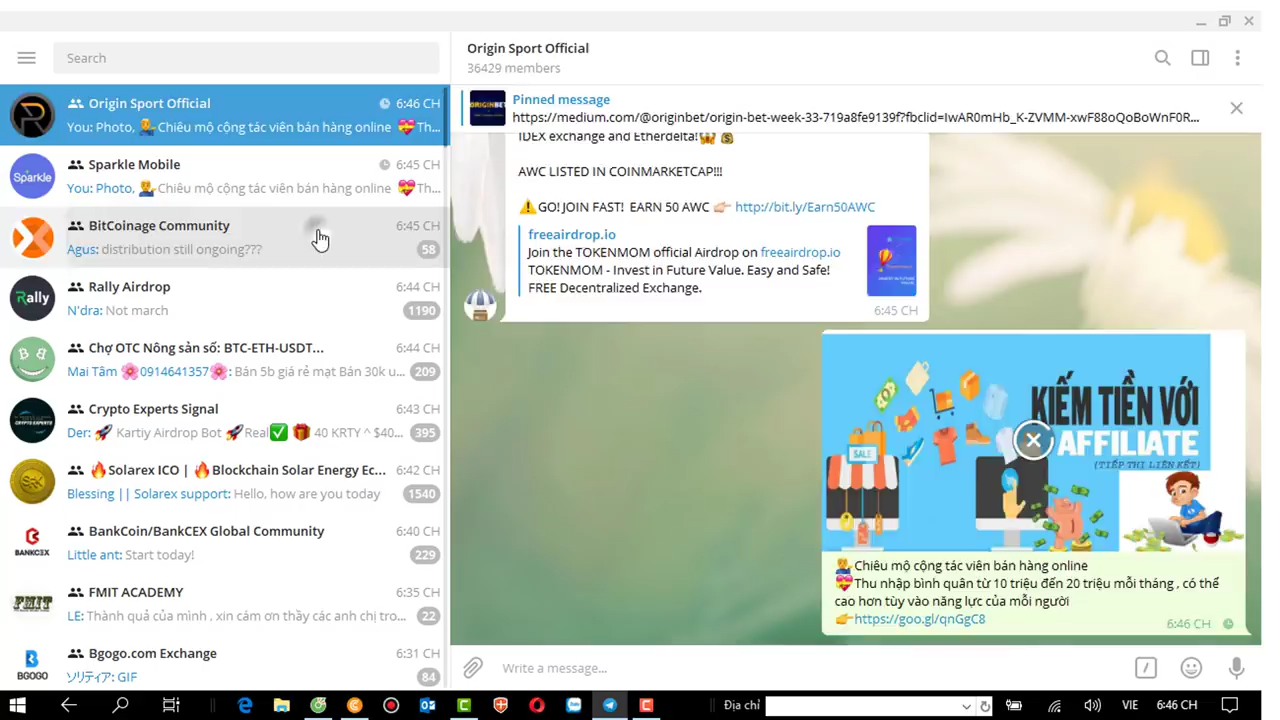 Search
Origin Sport Official
6:46 CH
You: Photo, 👨‍💼Chiêu mộ cộng tác viên bán hàng online 💝Th...
Sparkle
Sparkle Mobile
6:45 CH
You: Photo, 👨‍💼Chiêu mộ cộng tác viên bán hàng online 💝Th...
BitCoinage Community
6:45 CH
Agus: distribution still ongoing???
58
Rally
Rally Airdrop
6:44 CH
N'dra: Not march
1190
Chợ OTC Nông sản số: BTC-ETH-USDT...
6:44 CH
Mai Tâm 🌸0914641357🌸: Bán 5b giá rẻ mạt Bán 30k u...
209
Crypto Experts Signal
6:43 CH
Der: 🚀 Kartiy Airdrop Bot 🚀Real✅ 🎁 40 KRTY ^ $40...
395
🔥Solarex ICO | 🔥Blockchain Solar Energy Ec...
6:42 CH
Blessing || Solarex support: Hello, how are you today
1540
BANKCEX
BankCoin/BankCEX Global Community
6:40 CH
Little ant: Start today!
229
FMIT
FMIT ACADEMY
6:35 CH
LE: Thành quả của mình , xin cám ơn thầy các anh chị tro...
22
BGOGO
Bgogo.com Exchange
6:31 CH
ソリティア: GIF
84
Origin Sport Official
36429 members
Pinned message
https://medium.com/@originbet/origin-bet-week-33-719a8fe9139f?fbclid=IwAR0mHb_K-ZVMM-xwF88oQoBoWnF0R...
IDEX exchange and Etherdelta!😱 💰
AWC LISTED IN COINMARKETCAP!!!
⚠️GO! JOIN FAST! EARN 50 AWC 👉🏻 http://bit.ly/Earn50AWC
freeairdrop.io
Join the TOKENMOM official Airdrop on freeairdrop.io
TOKENMOM - Invest in Future Value. Easy and Safe!
FREE Decentralized Exchange.
6:45 CH
KIẾM TIỀN VỚI
AFFILIATE
(TIẾP THỊ LIÊN KẾT)
SALE
👨‍💼Chiêu mộ cộng tác viên bán hàng online
💝Thu nhập bình quân từ 10 triệu đến 20 triệu mỗi tháng , có thể
cao hơn tùy vào năng lực của mỗi người
👉https://goo.gl/qnGgC8
6:46 CH
Write a message...
Địa chỉ
VIE
6:46 CH